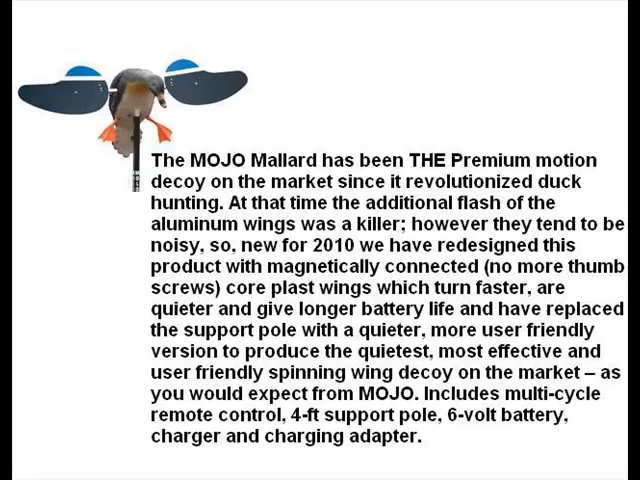 The MOJO Mallard has been THE Premium motion
decoy on the market since it revolutionized duck
hunting. At that time the additional flash of the
aluminum wings was a killer; however they tend to be
noisy, so, new for 2010 we have redesigned this
product with magnetically connected (no more thumb
screws) core plast wings which turn faster, are
quieter and give longer battery life and have replaced
the support pole with a quieter, more user friendly
version to produce the quietest, most effective and
user friendly spinning wing decoy on the market – as
you would expect from MOJO. Includes multi-cycle
remote control, 4-ft support pole, 6-volt battery,
charger and charging adapter.